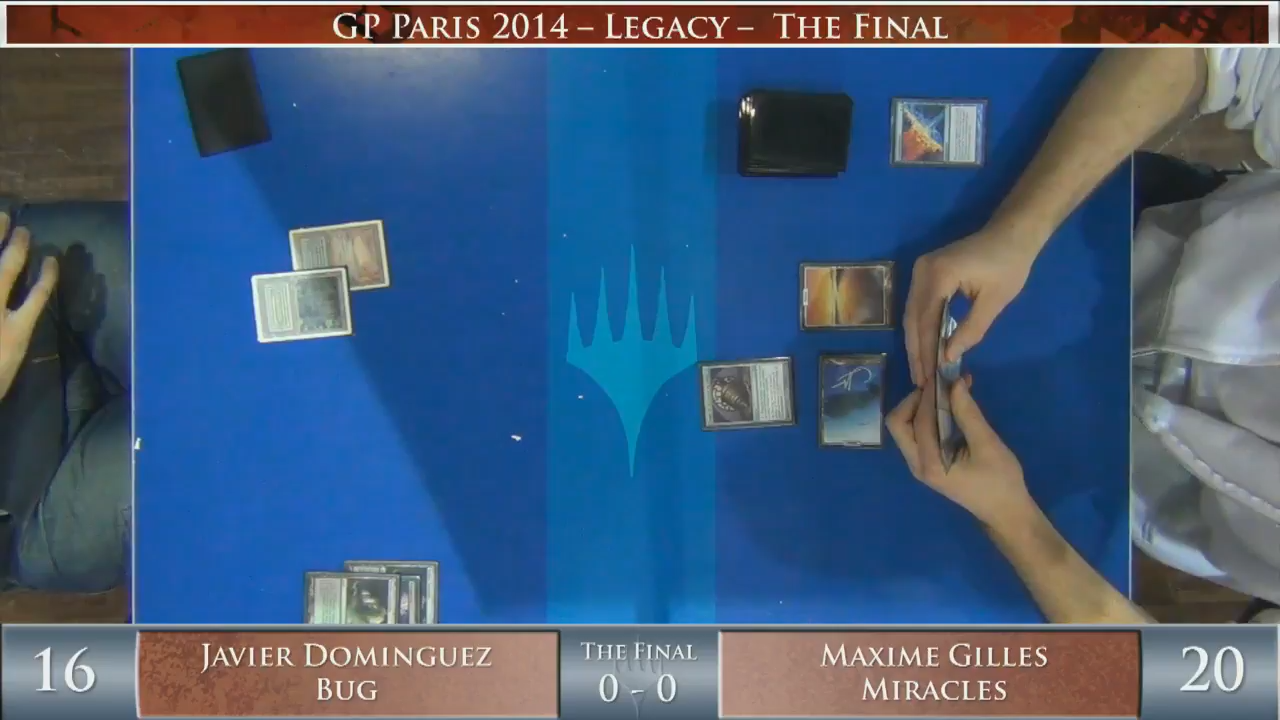 GP PARIS 2014 – LEGACY – THE FINAL
16
JAVIER DOMINGUEZ
BUG
THE FINAL
0 - 0
MAXIME GILLES
MIRACLES
20